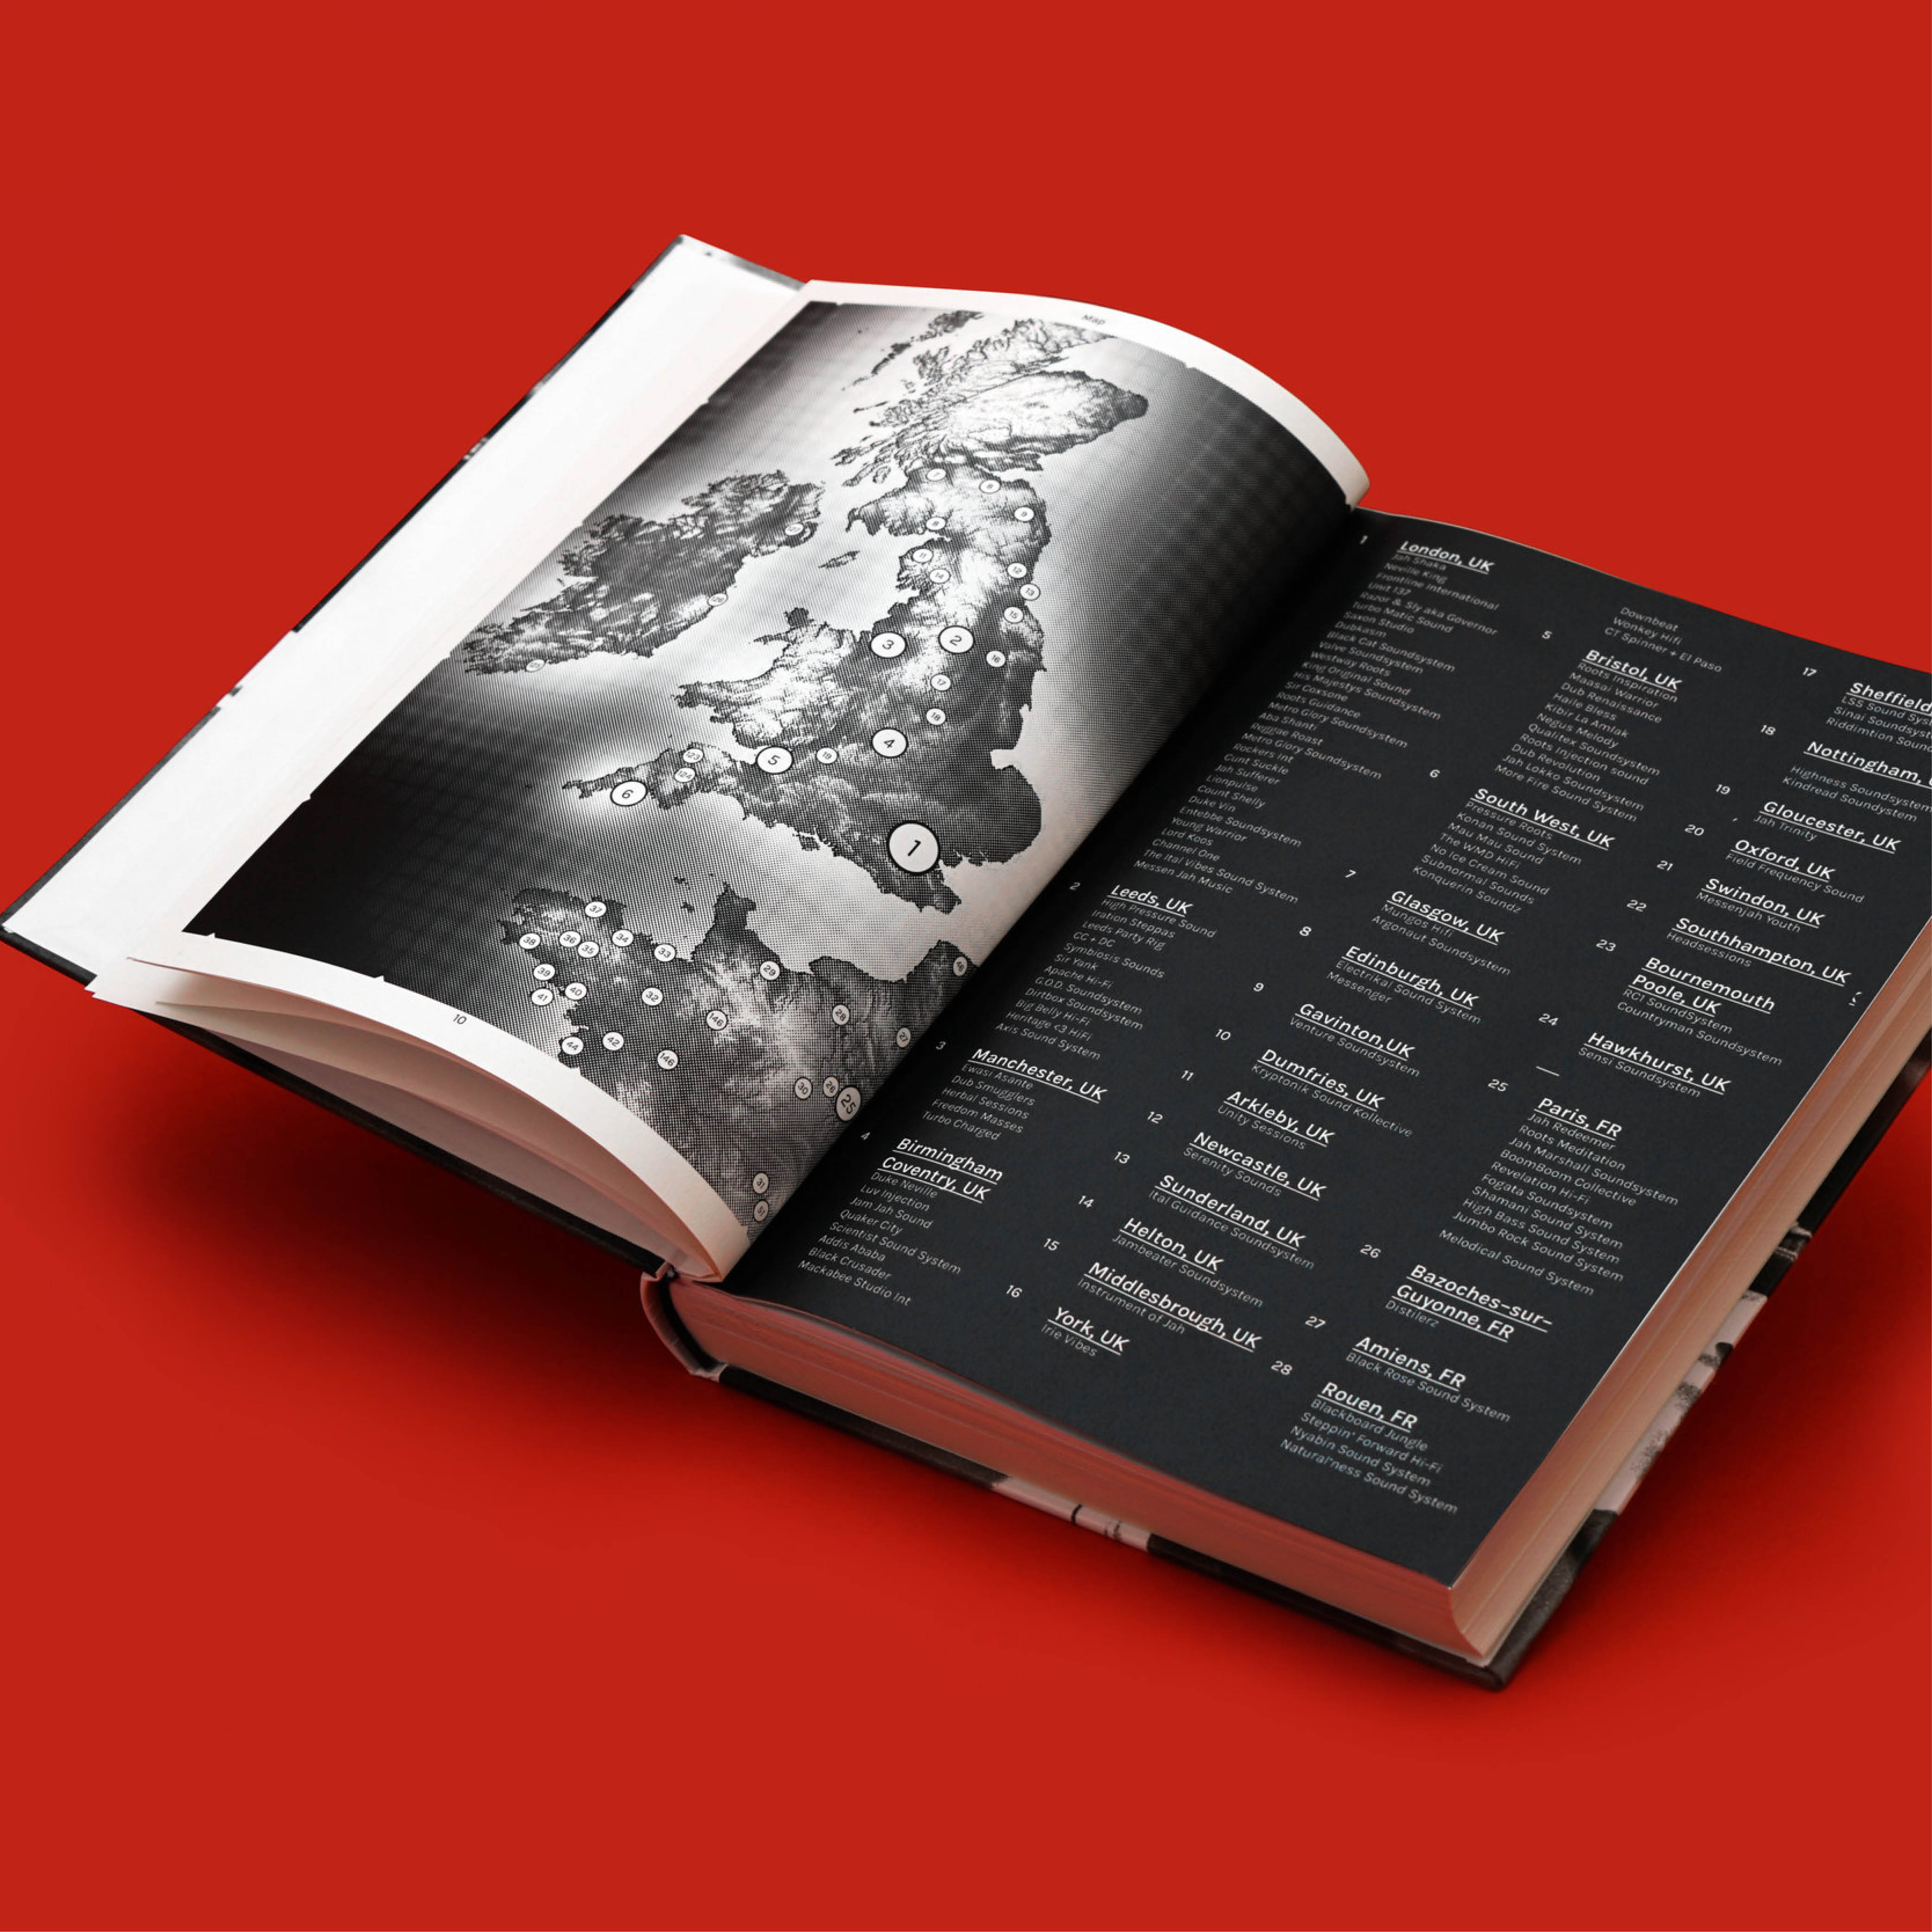 Map
10
1
London, UK
Jah Shaka
Neville King
Frontline International
Unit 137
Razor & Sly aka Governor
Turbo Matic Sound
Saxon Studio
Dubkasm
Black Cat Soundsystem
Valve Soundsystem
Westway Roots
King Original Sound
His Majestys Soundsystem
Sir Coxsone
Roots Guidance
Metro Glory Soundsystem
Aba Shanti
Reggae Roast
Metro Glory Soundsystem
Rockers Int
Cunt Suckle
Jah Sufferer
Lionpulse
Count Shelly
Duke Vin
Entebbe Soundsystem
Young Warrior
Lord Koos
Channel One
The Ital Vibes Sound System
Messen Jah Music
2
Leeds, UK
High Pressure Sound
Iration Steppas
Leeds Party Rig
CC + DC
Symbiosis Sounds
Sir Yank
Apache Hi-Fi
G.O.D. Soundsystem
Dirtbox Soundsystem
Big Belly Hi-Fi
Heritage <3 HiFi
Axis Sound System
3
Manchester, UK
Ewasi Asante
Dub Smugglers
Herbal Sessions
Freedom Masses
Turbo Charged
4
Birmingham
Coventry, UK
Duke Neville
Luv Injection
Jam Jah Sound
Quaker City
Scientist Sound System
Addis Ababa
Black Crusader
Mackabee Studio Int
Downbeat
Wonkey Hifi
CT Spinner + El Paso
5
Bristol, UK
Roots Inspiration
Maasai Warrior
Dub Renaissance
Haile Bless
Kibir La Amlak
Negus Melody
Qualitex Soundsystem
Roots Injection sound
Dub Revolution
Jah Lokko Soundsystem
More Fire Sound System
6
South West, UK
Pressure Roots
Konan Sound System
Mau Mau Sound
The WMD HiFi
No Ice Cream Sound
Subnormal Sounds
Konquerin Soundz
7
Glasgow, UK
Mungos Hifi
Argonaut Soundsystem
8
Edinburgh, UK
Electrikal Sound System
Messenger
9
Gavinton,UK
Venture Soundsystem
10
Dumfries, UK
Kryptonik Sound Kollective
11
Arkleby, UK
Unity Sessions
12
Newcastle, UK
Serenity Sounds
13
Sunderland, UK
Ital Guidance Soundsystem
14
Helton, UK
Jambeater Soundsystem
15
Middlesbrough, UK
Instrument of Jah
16
York, UK
Irie Vibes
17
Sheffield
LSS Sound Sys
Sinai Soundsyst
Riddimtion Soun
18
Nottingham,
Highness Soundsystem
Kindread Soundsystem
19
Gloucester, UK
Jah Trinity
20
Oxford, UK
Field Frequency Sound
21
Swindon, UK
Messenjah Youth
22
Southhampton, UK
Headsessions
23
Bournemouth
Poole, UK
RC1 SoundSystem
Countryman Soundsystem
24
Hawkhurst, UK
Sensi Soundsystem
—
25
Paris, FR
Jah Redeemer
Roots Meditation
Jah Marshall Soundsystem
BoomBoom Collective
Revelation Hi-Fi
Fogata Soundsystem
Shamani Sound System
High Bass Sound System
Jumbo Rock Sound System
Melodical Sound System
26
Bazoches-sur-
Guyonne, FR
Distilerz
27
Amiens, FR
Black Rose Sound System
28
Rouen, FR
Blackboard Jungle
Steppin' Forward Hi-Fi
Nyabin Sound System
Natural'ness Sound System